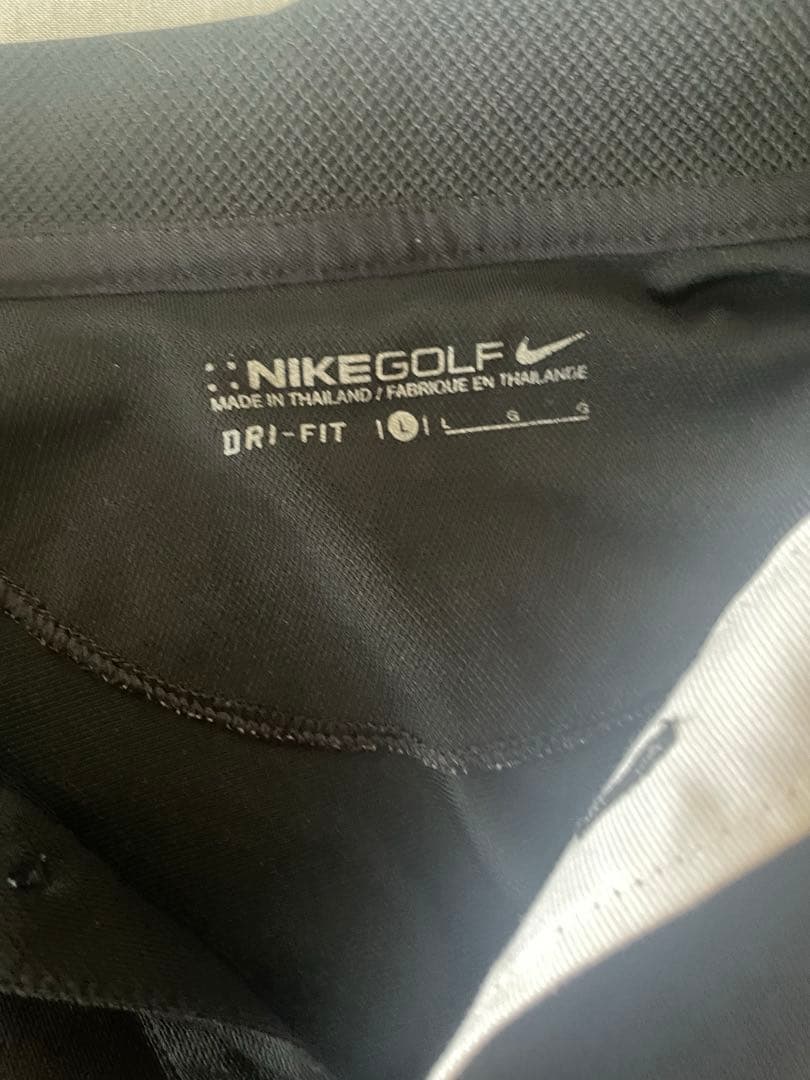 NIKEGOLF
MADE IN THAILAND / FABRIQUE EN THAILANDE
DRI-FIT | L | L G G